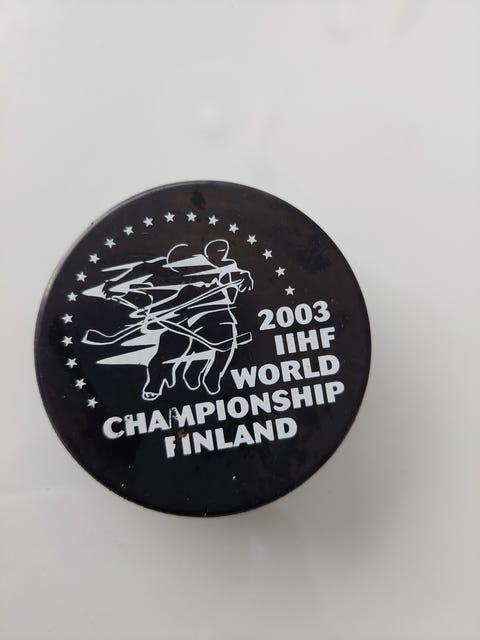 2003
IIHF
WORLD
CHAMPIONSHIP
FINLAND